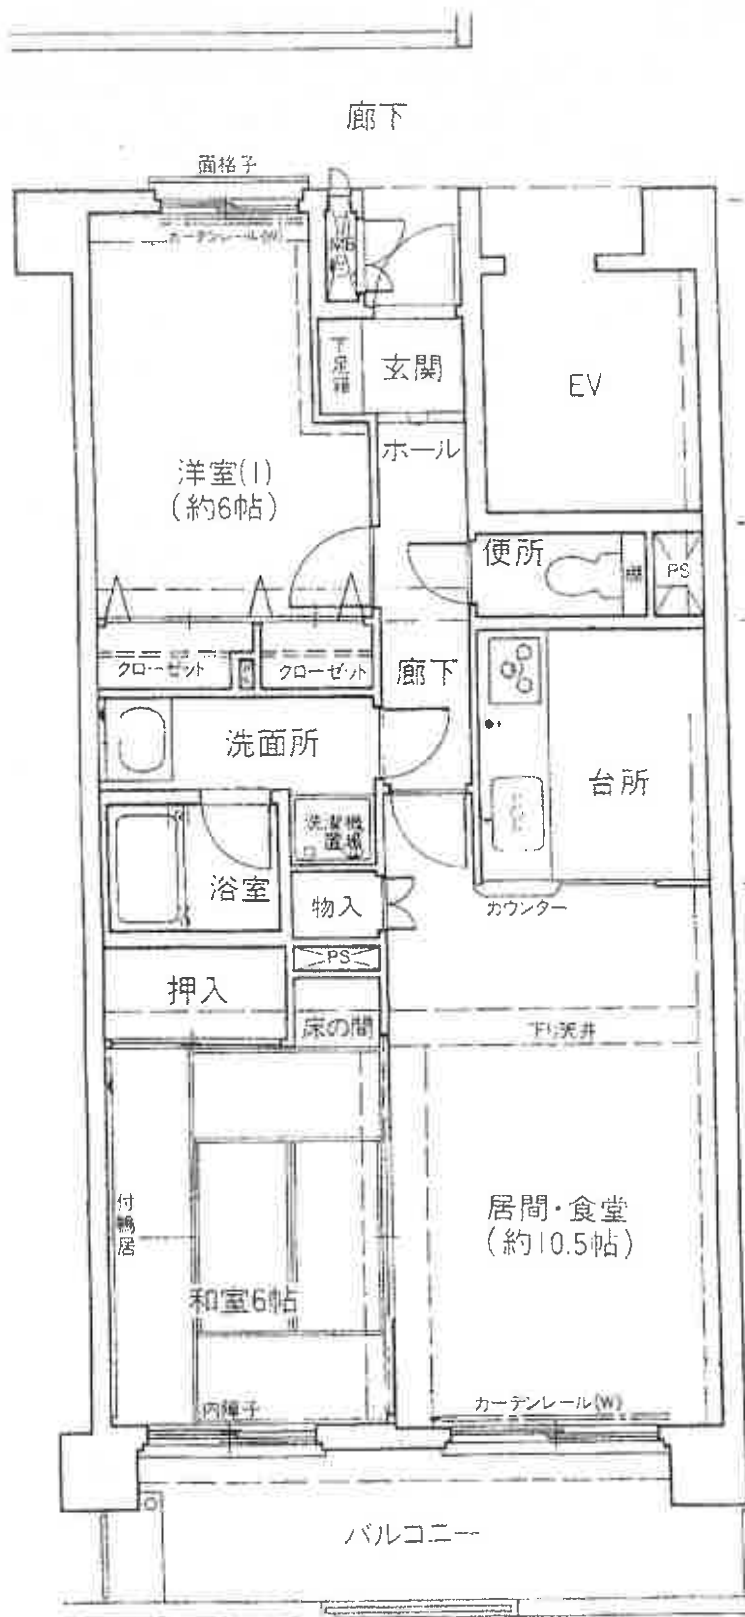 廊下
面格子
カーテンレール(W)
MB
下足箱
玄関
EV
ホール
洋室(1)
(約6帖)
便所
PS
クローゼット
クローゼット
廊下
洗面所
台所
洗濯機
置場
浴室
物入
カウンター
PS
押入
床の間
下り天井
付鴨居
居間・食堂
(約10.5帖)
和室6帖
内障子
カーテンレール(W)
バルコニー